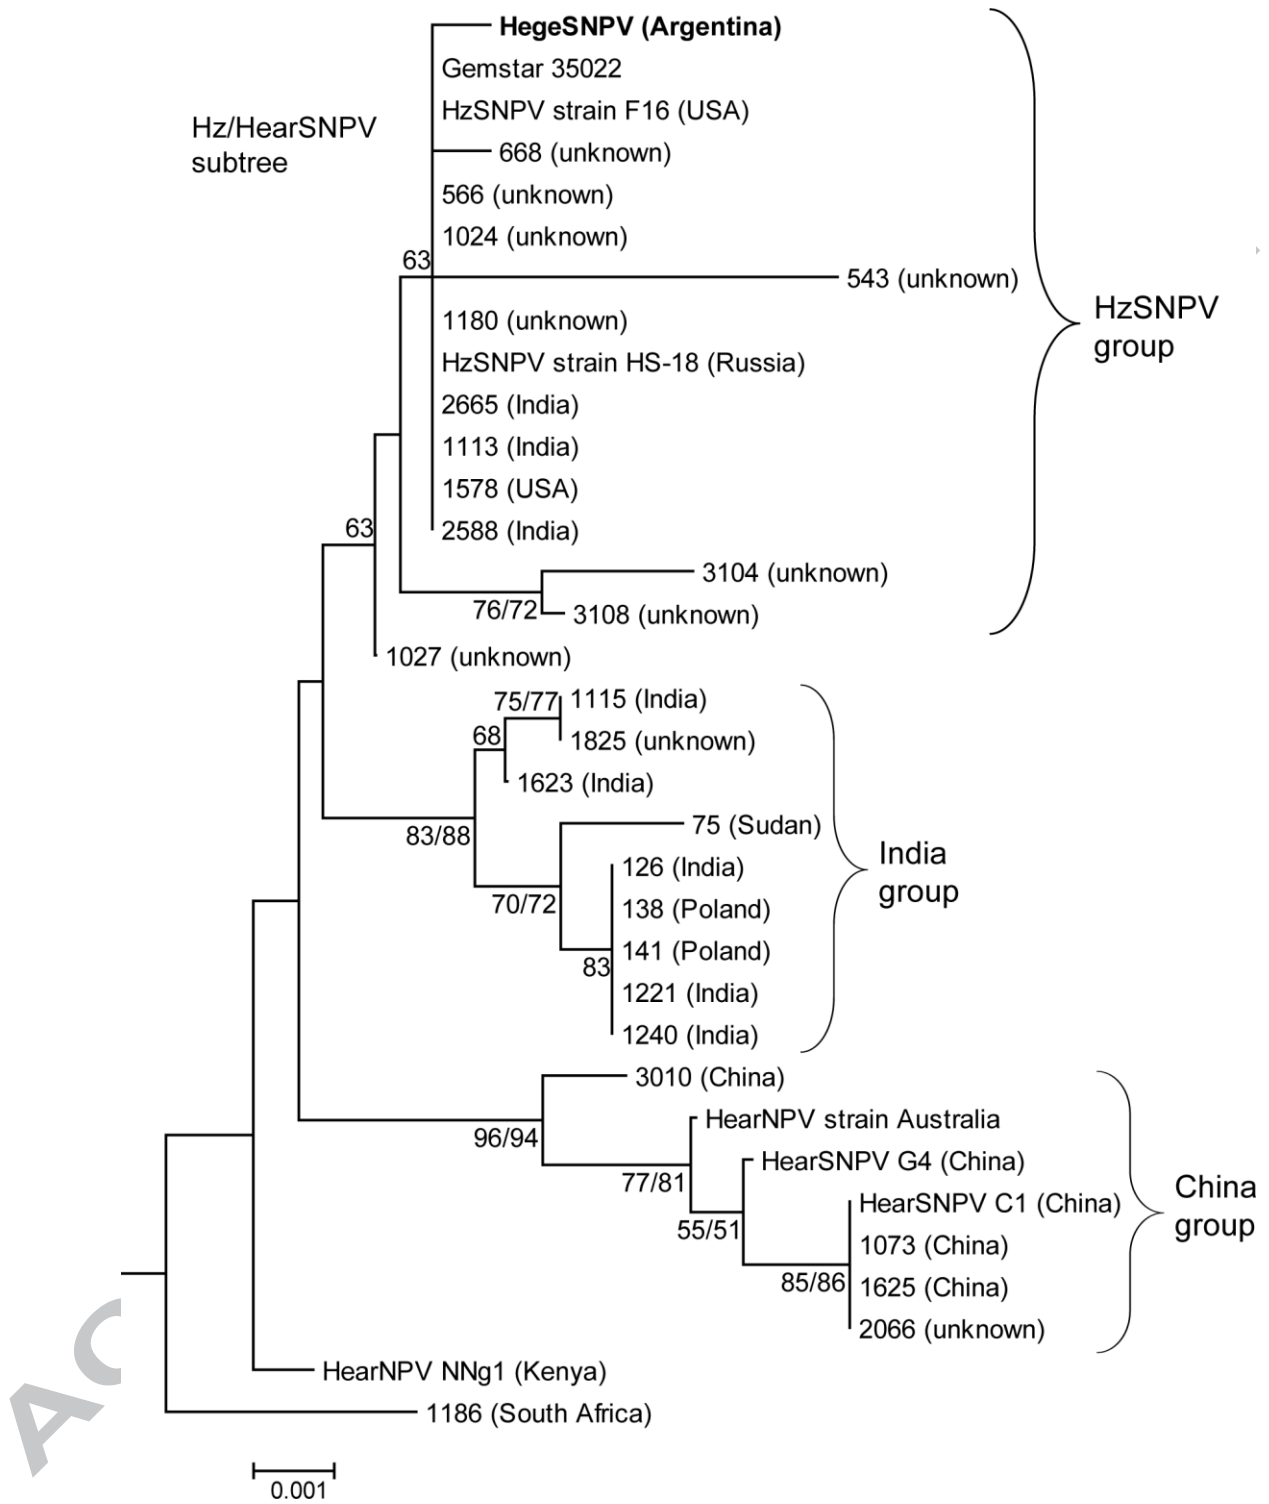 HegeSNPV (Argentina)
Gemstar 35022
HzSNPV strain F16 (USA)
Hz/HearSNPV
subtree
668 (unknown)
566 (unknown)
1024 (unknown)
63
543 (unknown)
HzSNPV
group
1180 (unknown)
HzSNPV strain HS-18 (Russia)
2665 (India)
1113 (India)
1578 (USA)
63
2588 (India)
3104 (unknown)
76/72
3108 (unknown)
1027 (unknown)
75/77
1115 (India)
68
1825 (unknown)
1623 (India)
83/88
75 (Sudan)
India
group
126 (India)
70/72
138 (Poland)
141 (Poland)
83
1221 (India)
1240 (India)
3010 (China)
96/94
HearNPV strain Australia
77/81
HearSNPV G4 (China)
China
group
55/51
HearSNPV C1 (China)
1073 (China)
85/86
1625 (China)
2066 (unknown)
HearNPV NNg1 (Kenya)
1186 (South Africa)
0.001
AC